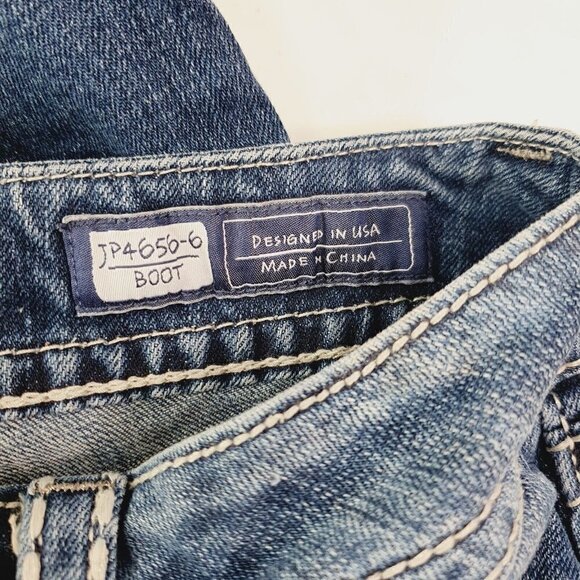 JP4656-6
BOOT
DESIGNED IN USA
MADE IN CHINA